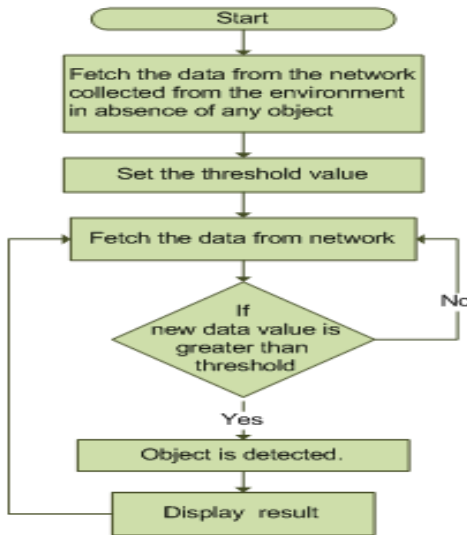 Start
Fetch the data from the network
collected from the environment
in absence of any object
Set the threshold value
Fetch the data from network
If
new data value is
greater than
threshold
No
Yes
Object is detected.
Display result